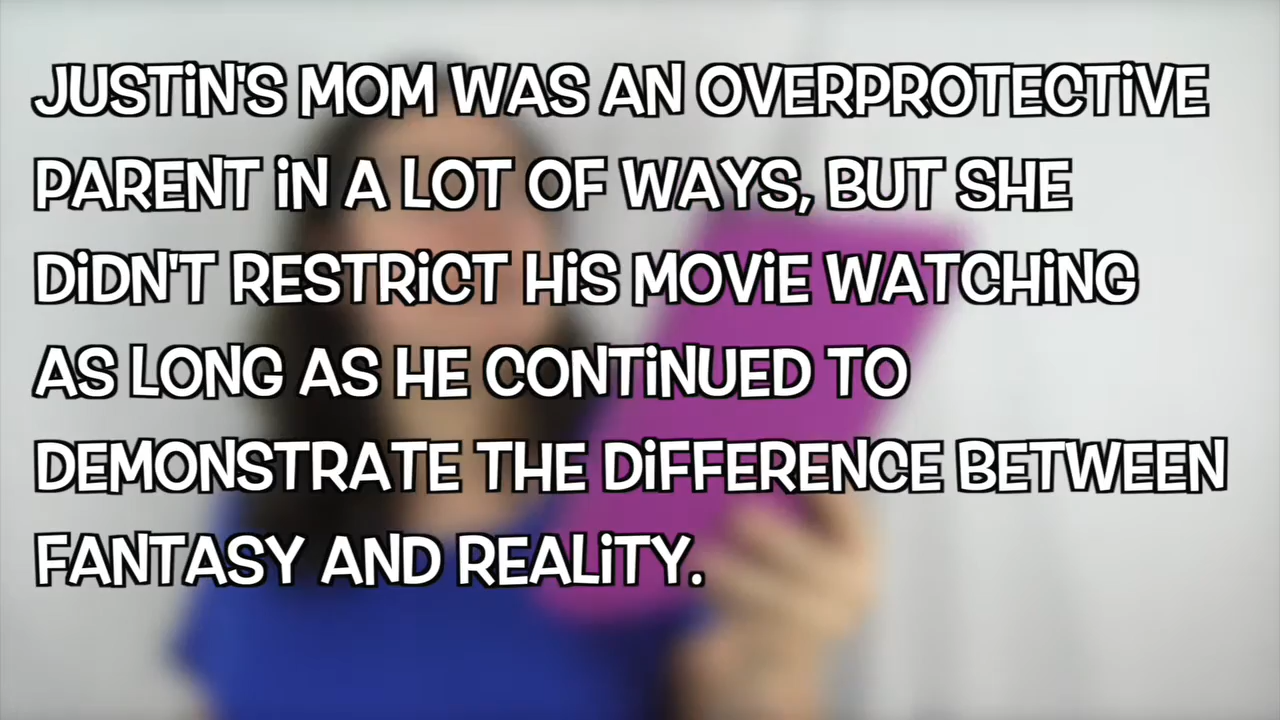 JUSTiN'S MOM WAS AN OVERPROTECTiVE
PARENT iN A LOT OF WAYS, BUT SHE
DiDN'T RESTRiCT HiS MOViE WATCHiNG
AS LONG AS HE CONTiNUED TO
DEMONSTRATE THE DiFFERENCE BETWEEN
FANTASY AND REALiTY.